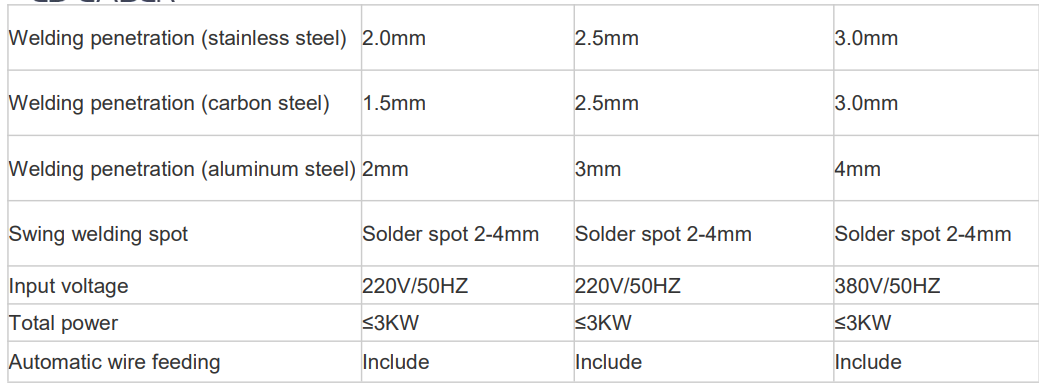 Welding penetration (stainless steel) 2.0mm 2.5mm 3.0mm
Welding penetration (carbon steel) 1.5mm 2.5mm 3.0mm
Welding penetration (aluminum steel) 2mm 3mm 4mm
Swing welding spot Solder spot 2-4mm Solder spot 2-4mm Solder spot 2-4mm
Input voltage 220V/50HZ 220V/50HZ 380V/50HZ
Total power ≤3KW ≤3KW ≤3KW
Automatic wire feeding Include Include Include